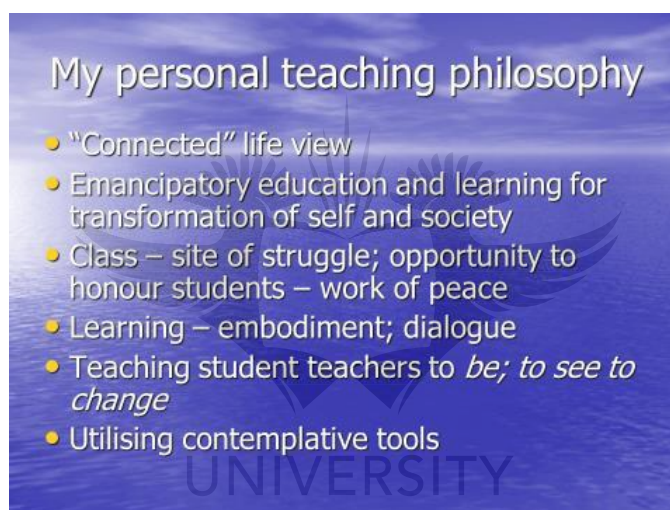 My personal teaching philosophy
• “Connected” life view
• Emancipatory education and learning for
transformation of self and society
• Class – site of struggle; opportunity to
honour students – work of peace
• Learning – embodiment; dialogue
• Teaching student teachers to be; to see to
change
• Utilising contemplative tools
UNIVERSITY